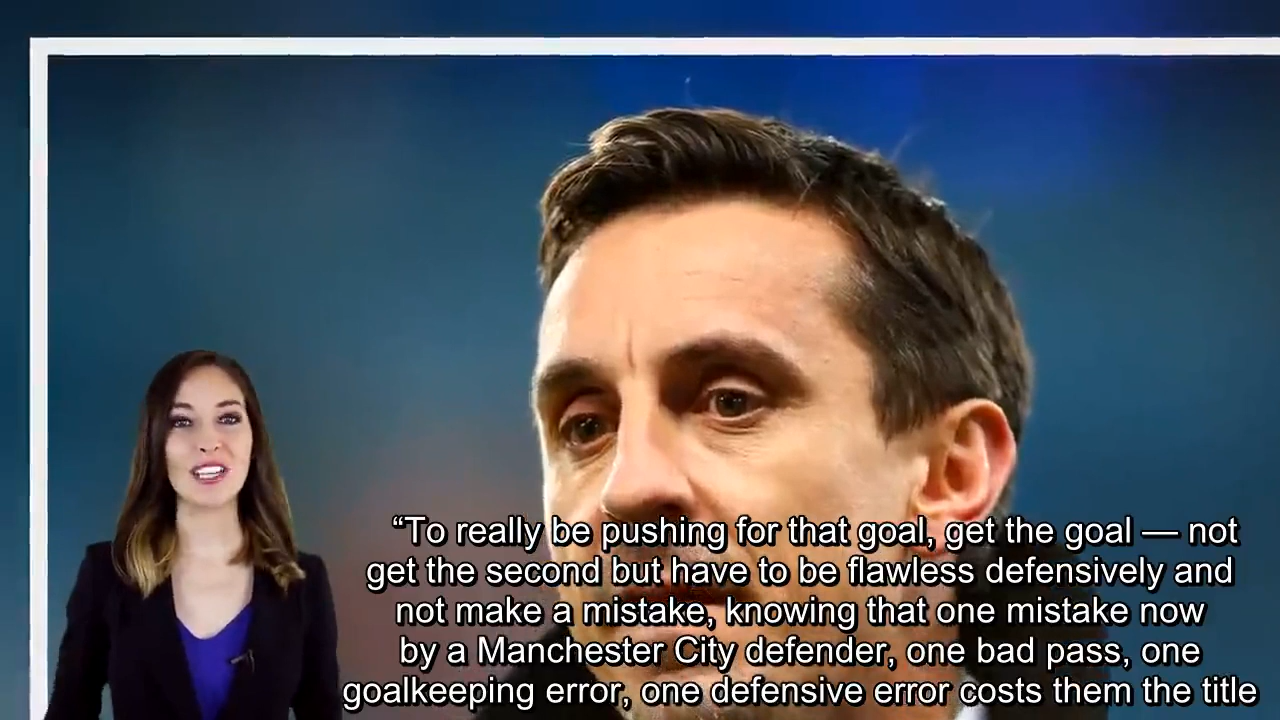 “To really be pushing for that goal, get the goal — not
get the second but have to be flawless defensively and
not make a mistake, knowing that one mistake now
by a Manchester City defender, one bad pass, one
goalkeeping error, one defensive error costs them the title